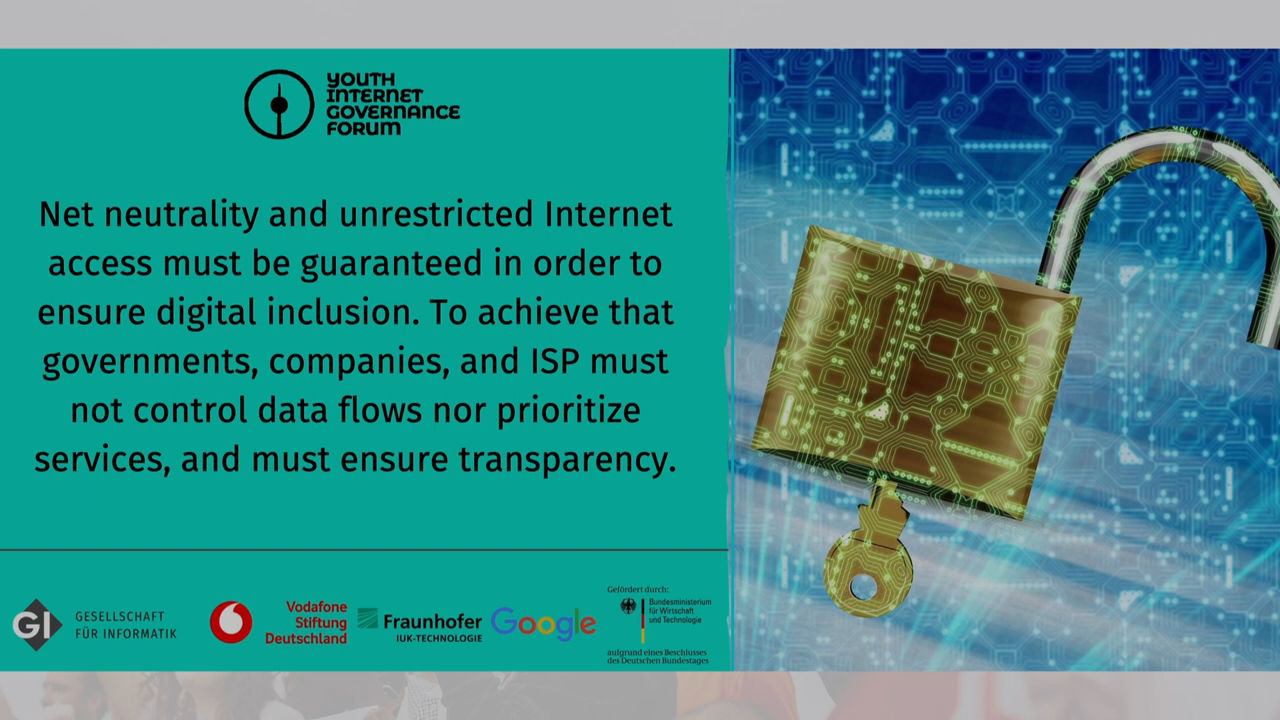 YOUTH
INTERNET
GOVERNANCE
FORUM
Net neutrality and unrestricted Internet
access must be guaranteed in order to
ensure digital inclusion. To achieve that
governments, companies, and ISP must
not control data flows nor prioritize
services, and must ensure transparency.
GI
GESELLSCHAFT
FÜR INFORMATIK
Vodafone
Stiftung
Deutschland
Fraunhofer
IUK-TECHNOLOGIE
Google
Gefördert durch:
Bundesministerium
für Wirtschaft
und Technologie
aufgrund eines Beschlusses
des Deutschen Bundestages